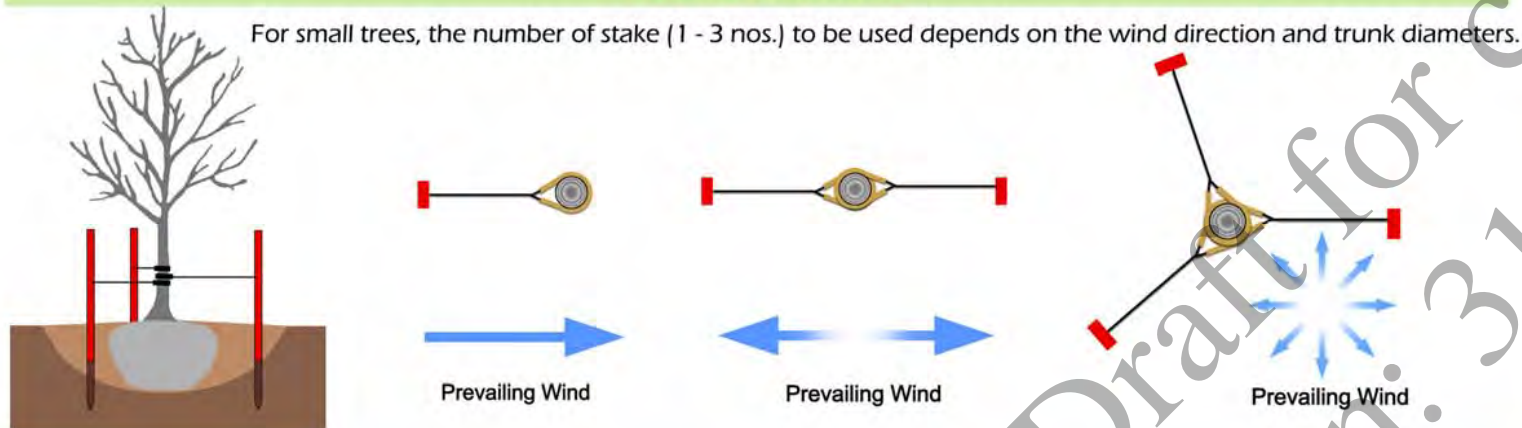 For small trees, the number of stake (1 - 3 nos.) to be used depends on the wind direction and trunk diameters.
Prevailing Wind
Prevailing Wind
Prevailing Wind
Draft for c
n: 31